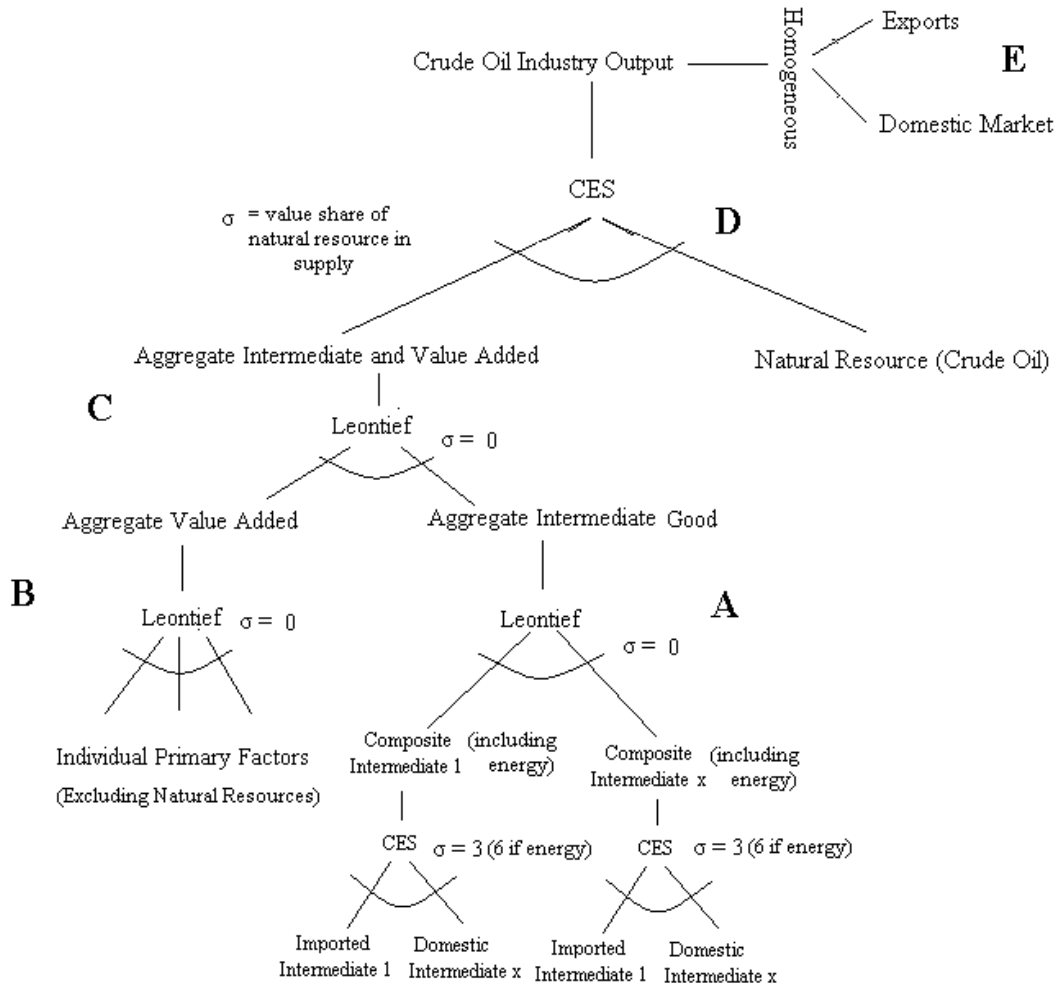 Exports
Homogeneous
E
Crude Oil Industry Output
Domestic Market
CES
D
σ = value share of
natural resource in
supply
Aggregate Intermediate and Value Added
Natural Resource (Crude Oil)
C
Leontief
σ = 0
Aggregate Value Added
Aggregate Intermediate Good
B
A
Leontief
σ = 0
Leontief
σ = 0
Individual Primary Factors
(Excluding Natural Resources)
Composite (including
Intermediate 1 energy)
Composite (including
Intermediate x energy)
CES
σ = 3 (6 if energy)
CES
σ = 3 (6 if energy)
Imported
Intermediate 1
Domestic
Intermediate x
Imported
Intermediate 1
Domestic
Intermediate x